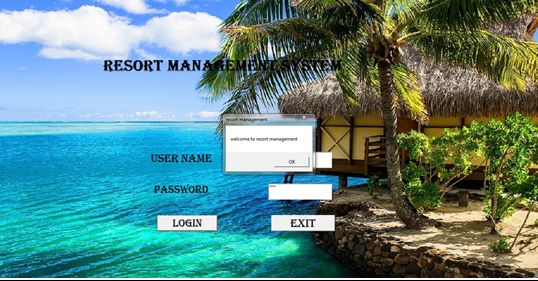 RESORT MANAGEMENT SYSTEM
resort management
welcome to resort management
OK
USER NAME
PASSWORD
LOGIN
EXIT